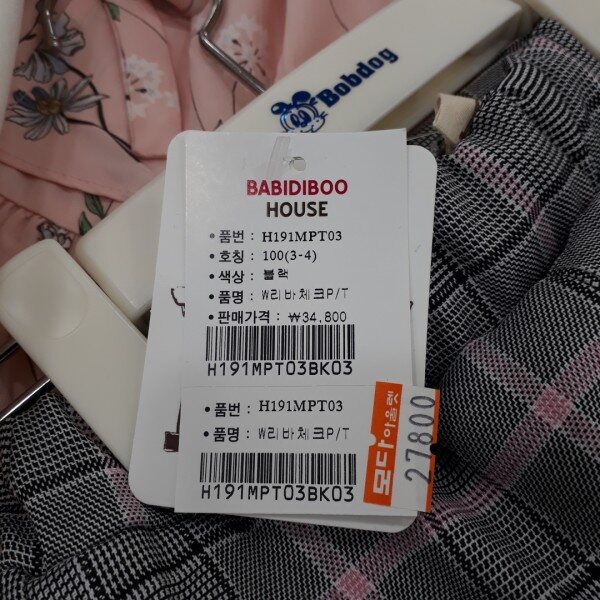 Bobdog
BABIDIBOO
HOUSE
• 품번 : H191MPT03
• 호칭 : 100(3-4)
• 색상 : 블랙
• 품명 : W리바체크P/T
• 판매가격 : ₩34,800
H191MPT03BK03
• 품번 : H191MPT03
• 품명 : W리바체크P/T
H191MPT03BK03
모다아울렛
27800